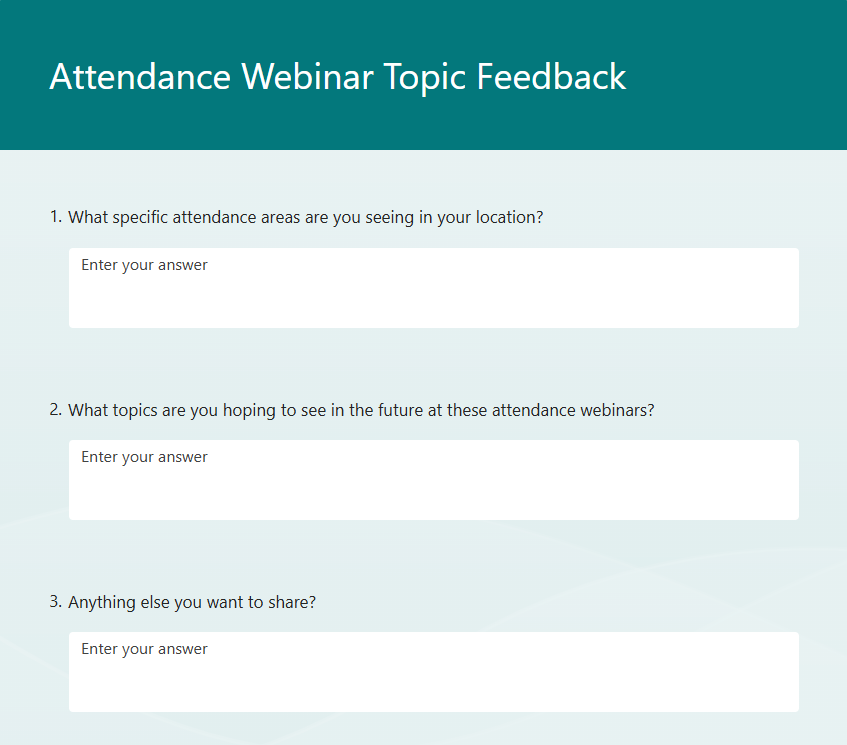 Attendance Webinar Topic Feedback
1. What specific attendance areas are you seeing in your location?
Enter your answer
2. What topics are you hoping to see in the future at these attendance webinars?
Enter your answer
3. Anything else you want to share?
Enter your answer